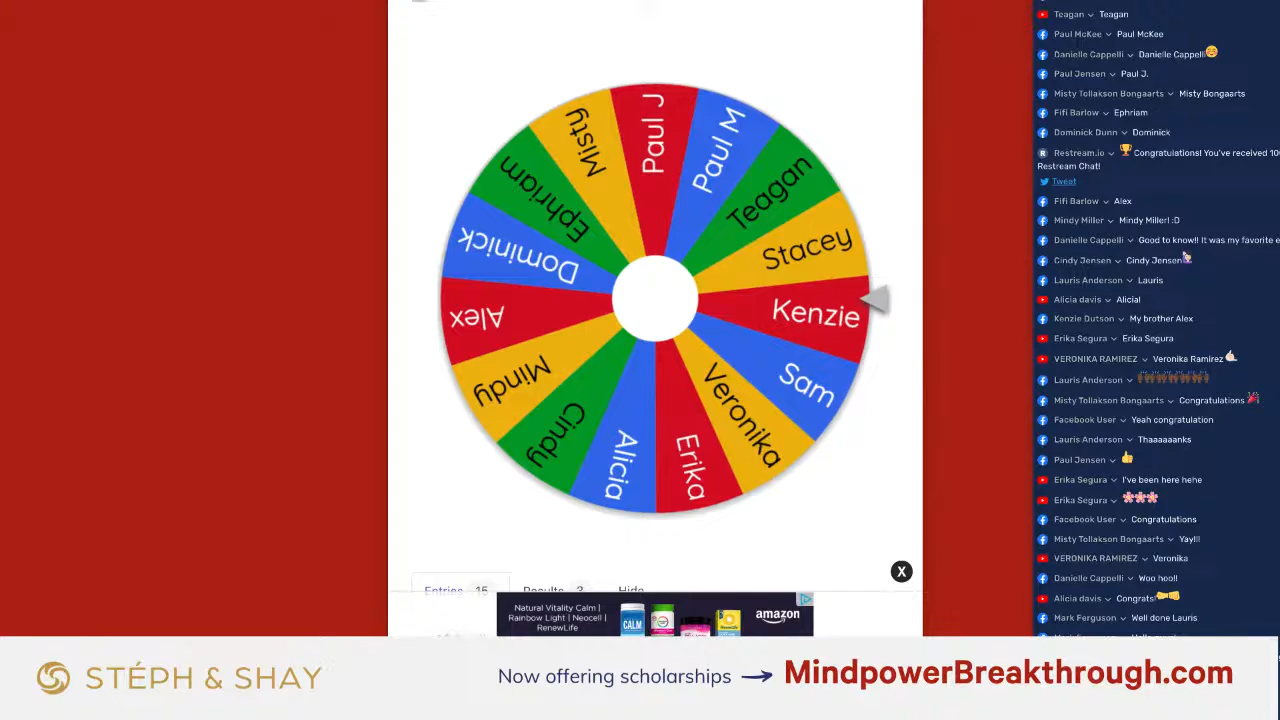 Paul J
Paul M
Teagan
Stacey
Kenzie
Sam
Veronika
Erika
Alicia
Cindy
Mindy
Alex
Dominick
Ephriam
Misty
X
Entries 15 Results 2 Hide
Natural Vitality Calm |
Rainbow Light | Neocell |
RenewLife
CALM
amazon
Teagan Teagan
Paul McKee Paul McKee
Danielle Cappelli Danielle Cappelli
Paul Jensen Paul J.
Misty Tollakson Bongaarts Misty Bongaarts
Fifi Barlow Ephriam
Dominick Dunn Dominick
Restream.io Congratulations! You've received 10
Restream Chat!
Tweet
Fifi Barlow Alex
Mindy Miller Mindy Miller! :D
Danielle Cappelli Good to know!! It was my favorite e
Cindy Jensen Cindy Jensen
Lauris Anderson Lauris
Alicia davis Alicia!
Kenzie Dutson My brother Alex
Erika Segura Erika Segura
VERONIKA RAMIREZ Veronika Ramirez
Lauris Anderson
Misty Tollakson Bongaarts Congratulations
Facebook User Yeah congratulation
Lauris Anderson Thaaaaaanks
Paul Jensen
Erika Segura I've been here hehe
Erika Segura
Facebook User Congratulations
Misty Tollakson Bongaarts Yay!!!
VERONIKA RAMIREZ Veronika
Danielle Cappelli Woo hoo!!
Alicia davis Congrats!
Mark Ferguson Well done Lauris
STÉPH & SHAY
Now offering scholarships → MindpowerBreakthrough.com